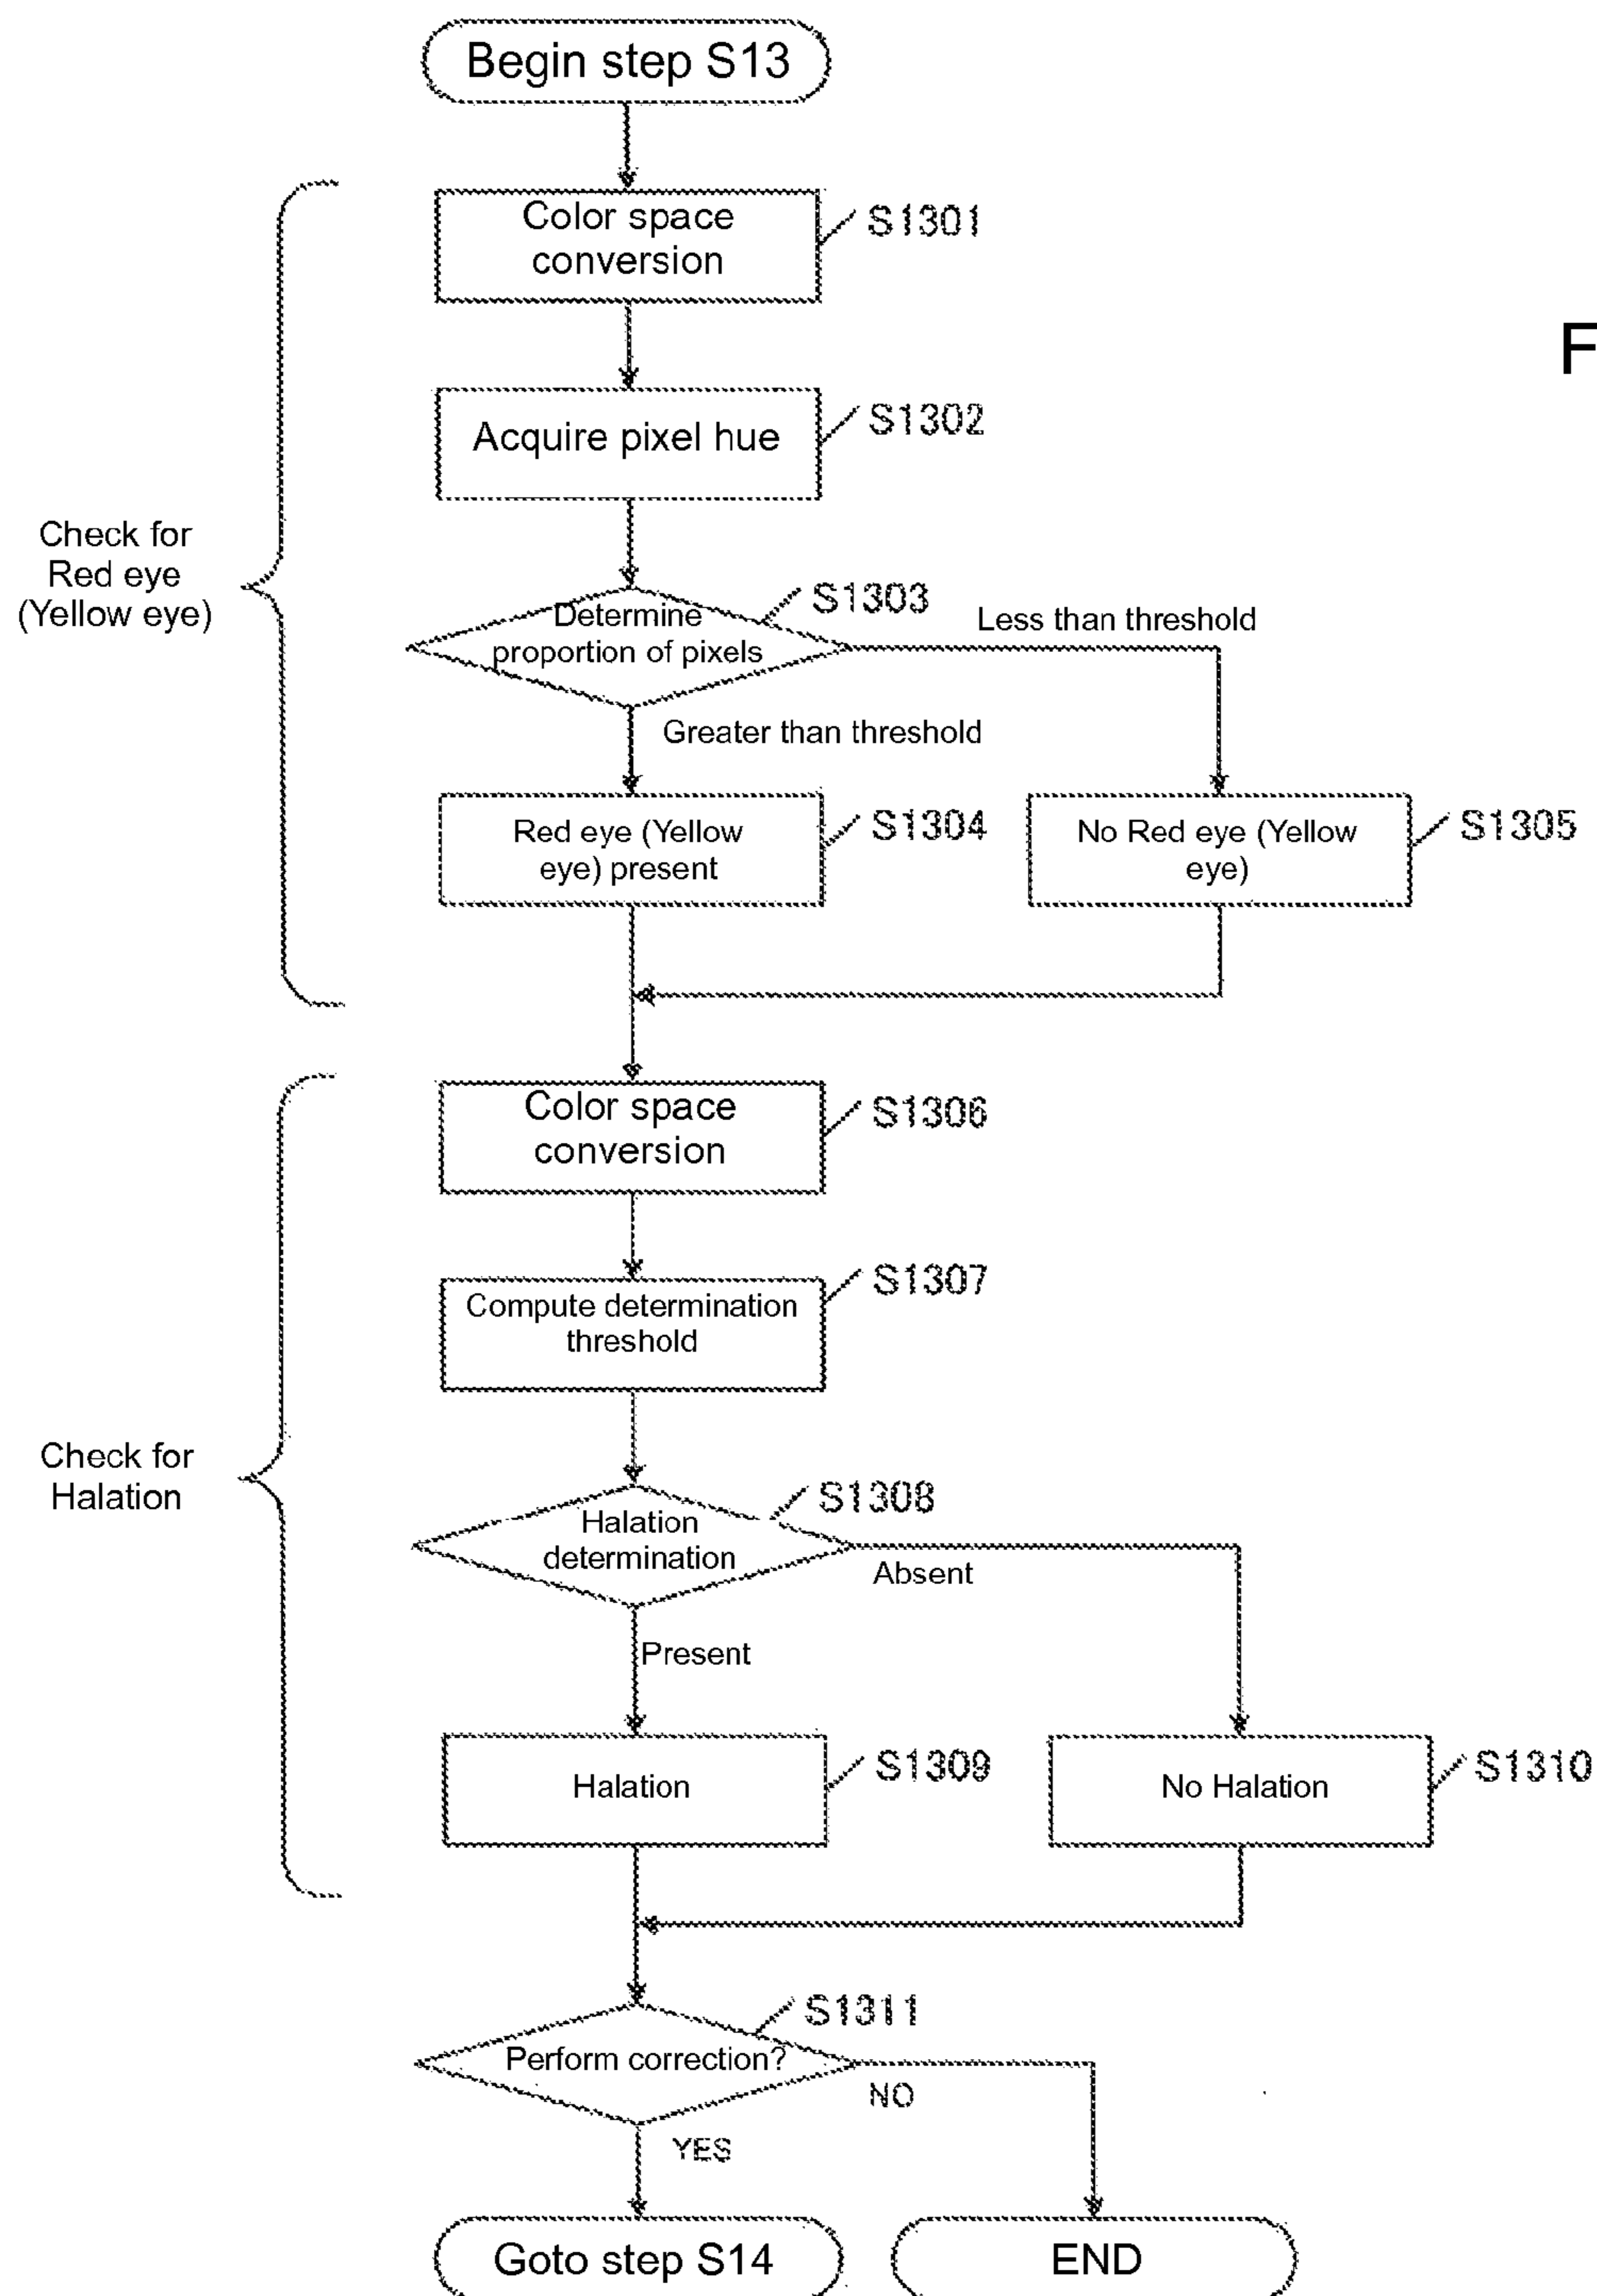 Begin step S13
Color space
conversion
S1301
F
Acquire pixel hue
S1302
Check for
Red eye
(Yellow eye)
Determine
proportion of pixels
S1303
Less than threshold
Greater than threshold
Red eye (Yellow
eye) present
S1304
No Red eye (Yellow
eye)
S1305
Color space
conversion
S1306
Compute determination
threshold
S1307
Check for
Halation
Halation
determination
S1308
Absent
Present
Halation
S1309
No Halation
S1310
Perform correction?
S1311
NO
YES
Goto step S14
END